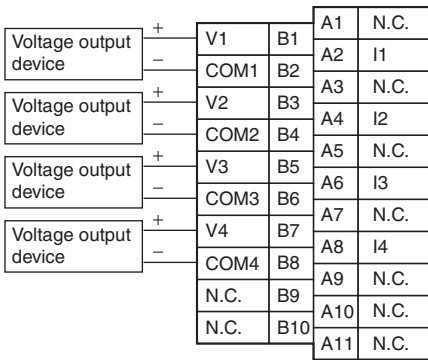 A1 N.C.
+
V1 B1
Voltage output
device
A2 I1
–
COM1 B2
A3 N.C.
+
V2 B3
Voltage output
device
A4 I2
–
COM2 B4
A5 N.C.
+
V3 B5
Voltage output
device
A6 I3
–
COM3 B6
A7 N.C.
+
V4 B7
Voltage output
device
A8 I4
–
COM4 B8
A9 N.C.
N.C. B9
A10 N.C.
N.C. B10
A11 N.C.